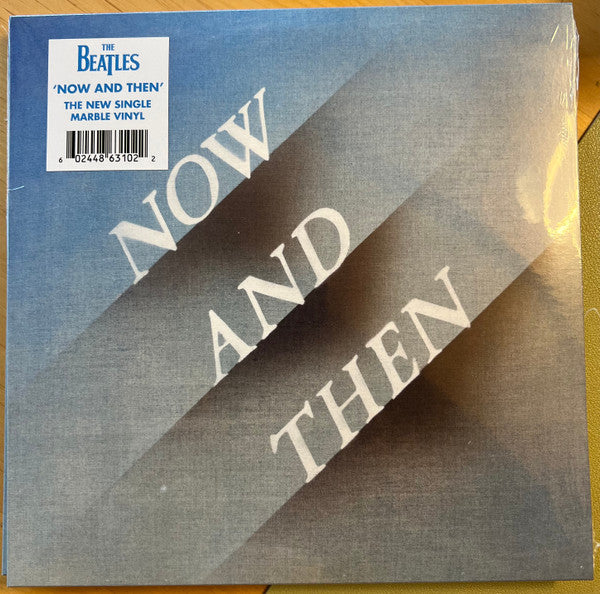 THE
BEATLES
'NOW AND THEN'
THE NEW SINGLE
MARBLE VINYL
6 02448 63102 2
NOW
AND
THEN